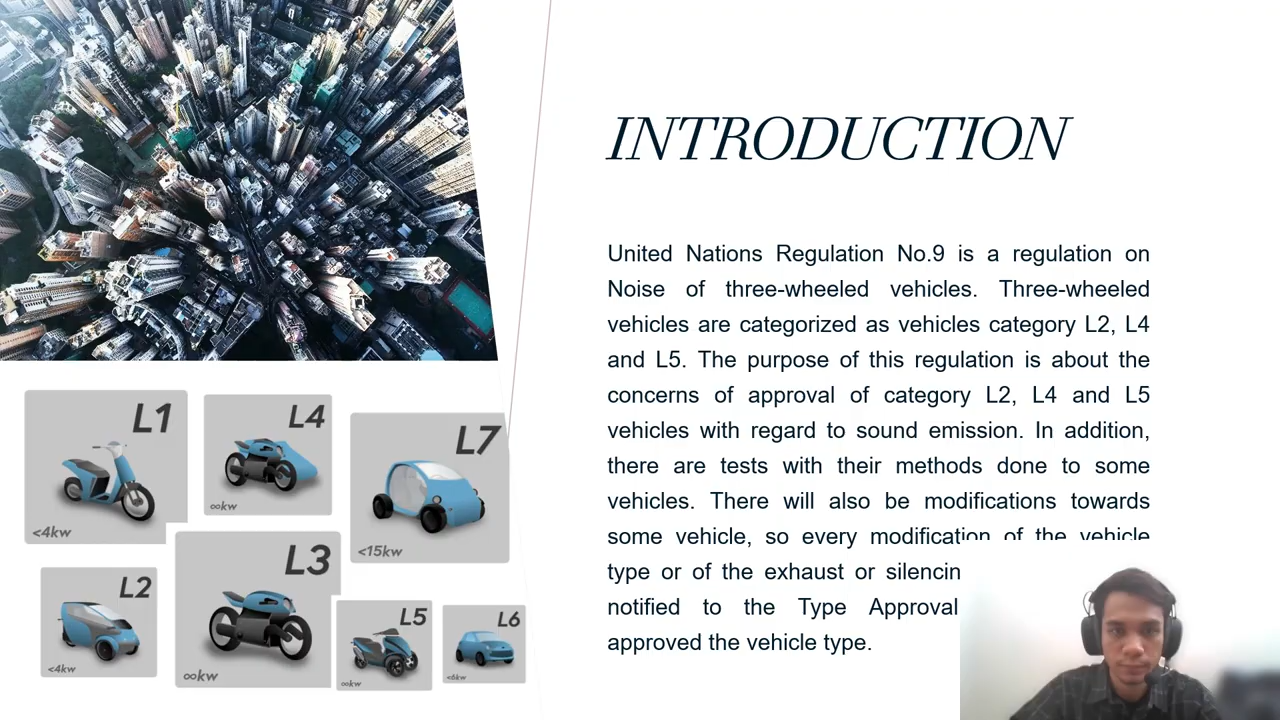 INTRODUCTION
United Nations Regulation No.9 is a regulation on
Noise of three-wheeled vehicles. Three-wheeled
vehicles are categorized as vehicles category L2, L4
and L5. The purpose of this regulation is about the
concerns of approval of category L2, L4 and L5
vehicles with regard to sound emission. In addition,
there are tests with their methods done to some
vehicles. There will also be modifications towards
some vehicle, so every modification of the vehicle
type or of the exhaust or silencin
notified to the Type Approval
approved the vehicle type.
L1
<4kw
L4
∞kw
L7
<15kw
L2
<4kw
L3
∞kw
L5
∞kw
L6
<6kw